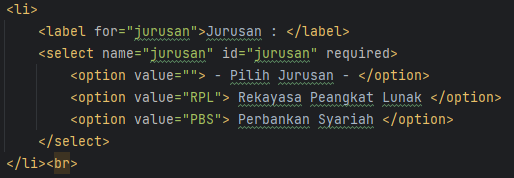 <li>
<label for="jurusan">Jurusan : </label>
<select name="jurusan" id="jurusan" required>
<option value=""> - Pilih Jurusan - </option>
<option value="RPL"> Rekayasa Peangkat Lunak </option>
<option value="PBS"> Perbankan Syariah </option>
</select>
</li><br>